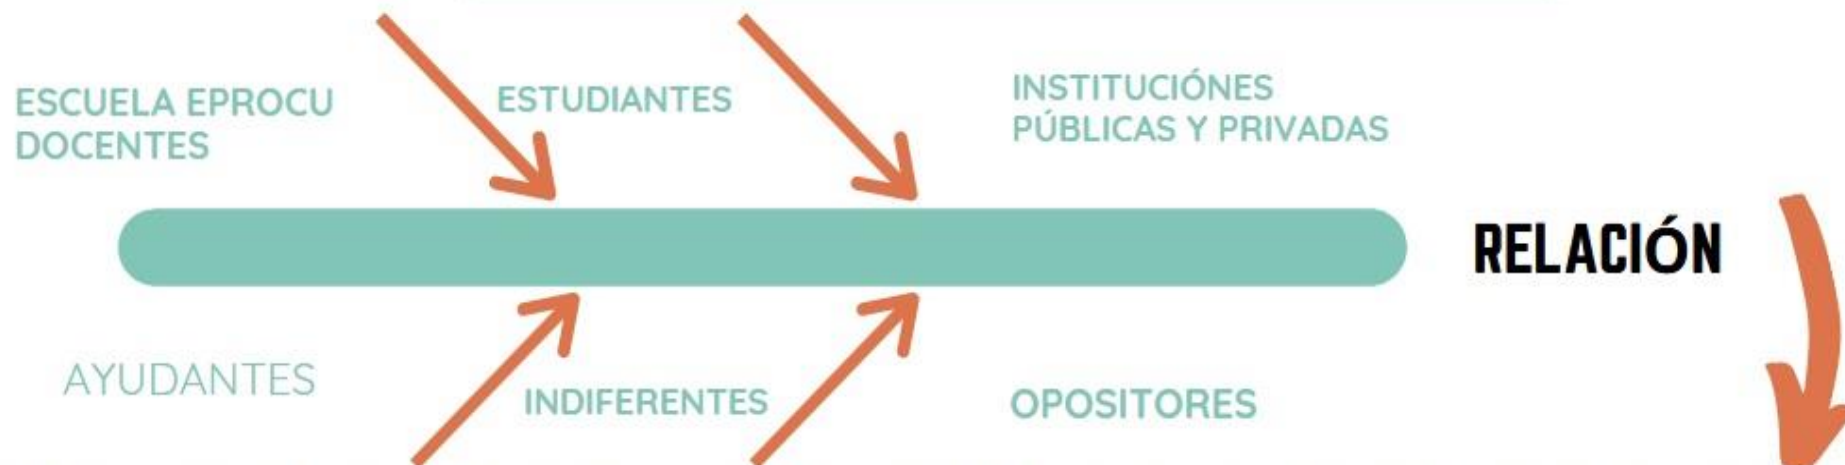 ESCUELA EPROCU
DOCENTES
ESTUDIANTES
INSTITUCIÓNES
PÚBLICAS Y PRIVADAS
RELACIÓN
AYUDANTES
INDIFERENTES
OPOSITORES